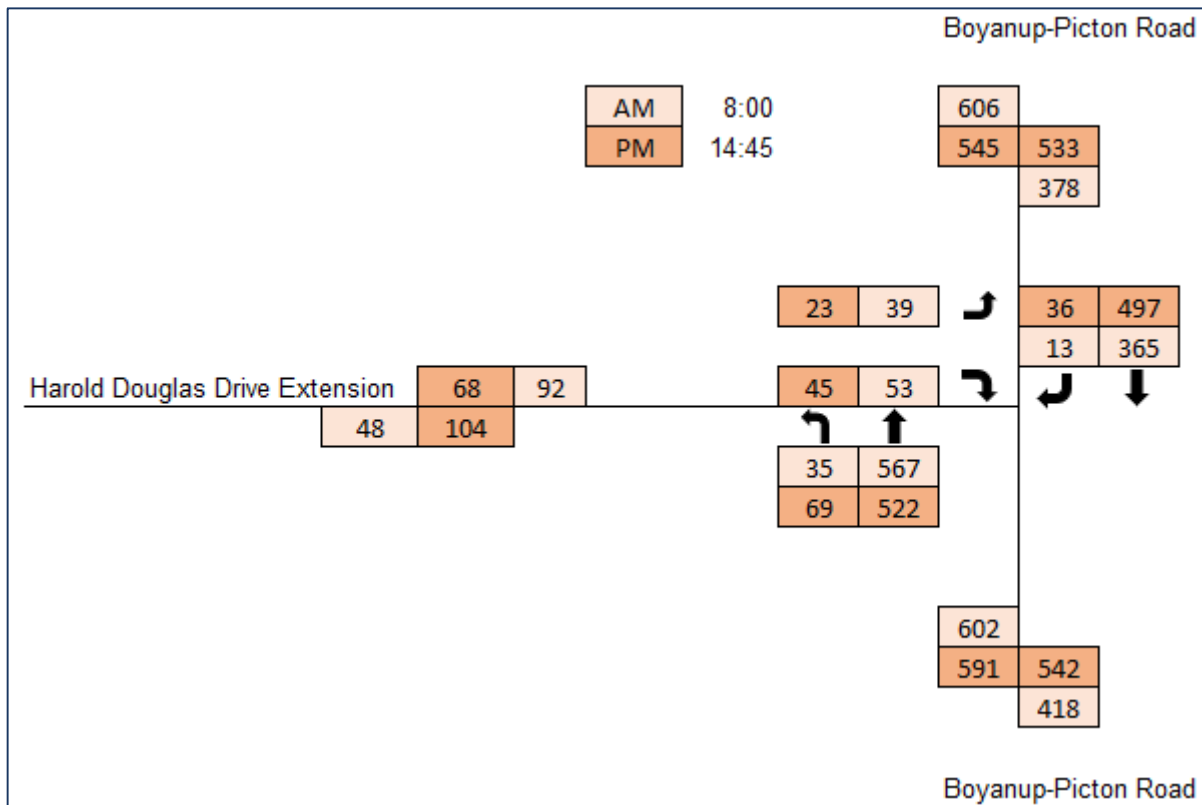 Boyanup-Picton Road
AM 8:00 606
PM 14:45 545 533
378
23 39 36 497
13 365
Harold Douglas Drive Extension 68 92 45 53
48 104
35 567
69 522
602
591 542
418
Boyanup-Picton Road